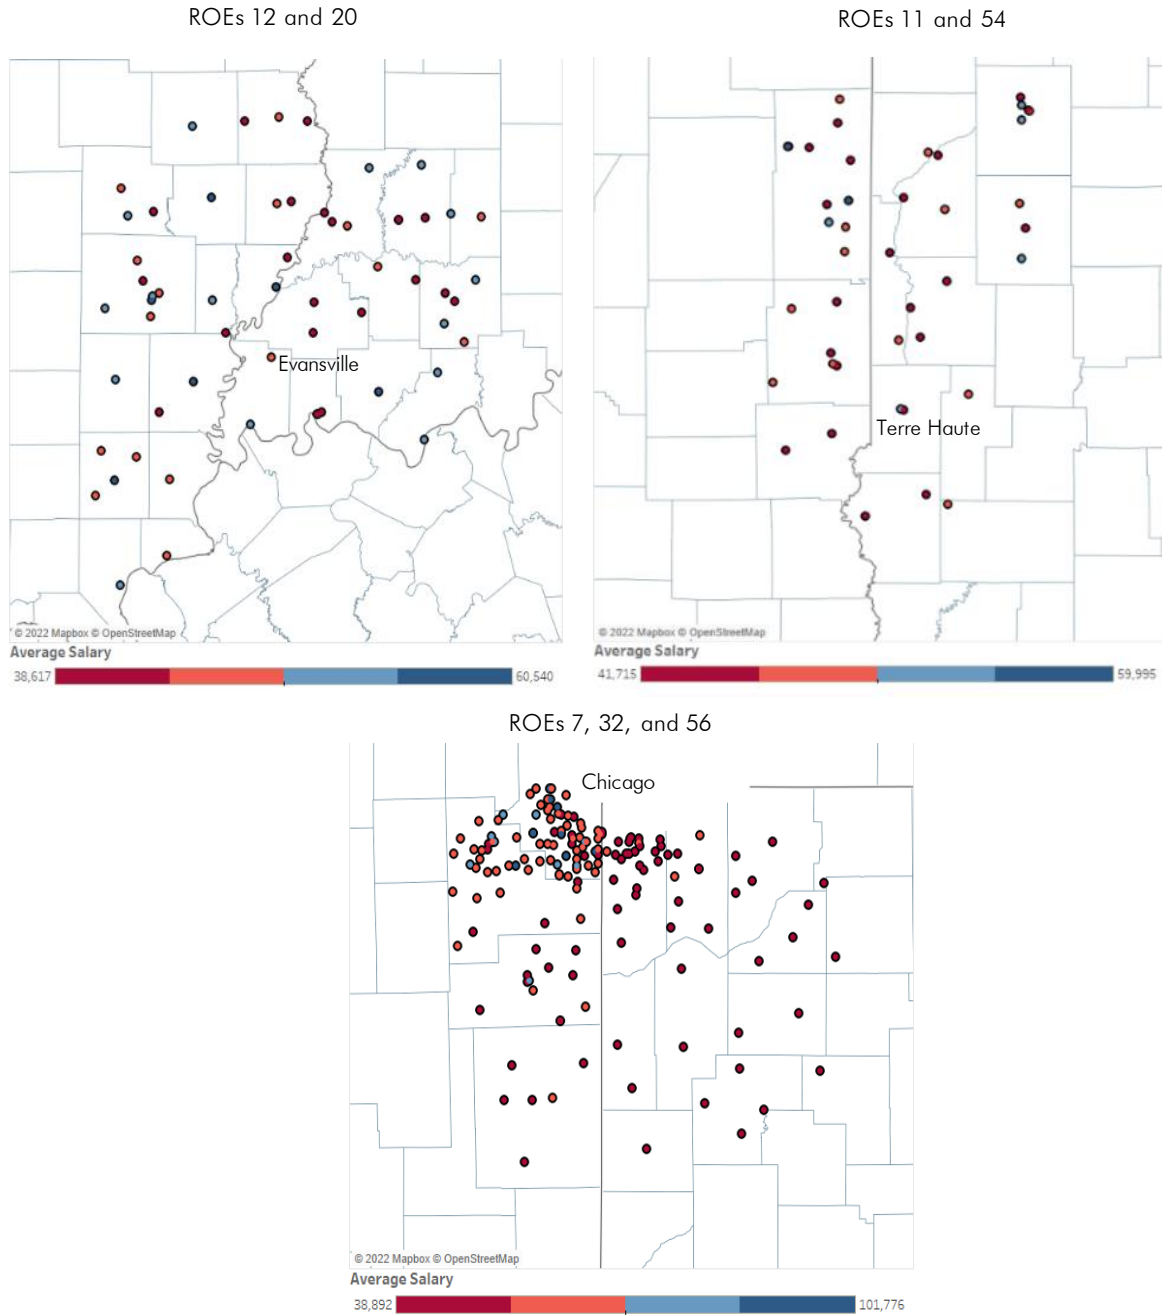 ROEs 12 and 20
ROEs 11 and 54
Evansville
Terre Haute
© 2022 Mapbox © OpenStreetMap
© 2022 Mapbox © OpenStreetMap
Average Salary
Average Salary
38,617
60,540
41,715
59,995
ROEs 7, 32, and 56
Chicago
© 2022 Mapbox © OpenStreetMap
Average Salary
38,892
101,776